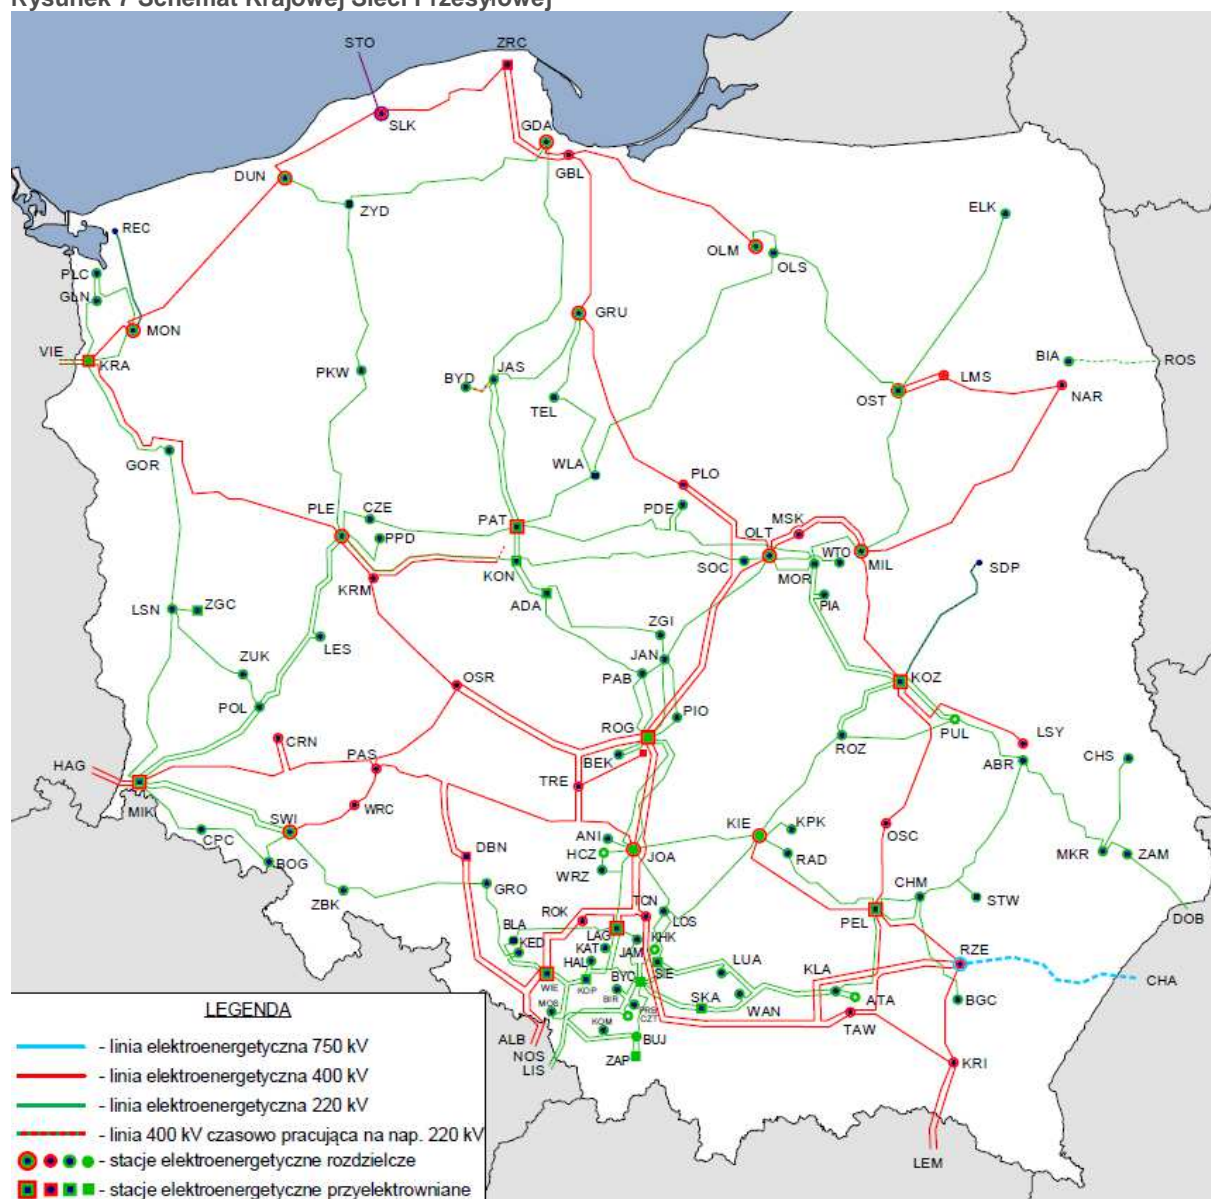 Rysunek 7 Schemat Krajowej Sieci Przesyłowej
STO
ZRC
SLK
GDA
GBL
DUN
ZYD
ELK
REC
OLM
OLS
PLC
GLN
MON
GRU
VIE
KRA
PKW
BYD
JAS
TEL
BIA
ROS
LMS
NAR
OST
GOR
WLA
PLO
PLE
CZE
PPD
PAT
PDE
MSK
OLT
WTO
MIL
SOC
MOR
SDP
KRM
KON
ADA
PIA
LSN
ZGC
ZGI
LES
JAN
ZUK
PAB
KOZ
OSR
POL
PIO
PUL
ROG
ROZ
LSY
CRN
BEK
ABR
CHS
HAG
PAS
TRE
MIK
WRC
SWI
ANI
KIE
KPK
OSC
CPC
HCZ
JOA
RAD
MKR
ZAM
BOG
DBN
WRZ
ZBK
GRO
CHM
STW
ROK
TCN
LOS
PEL
DOB
BLA
LAG
KED
KAT
JAM
KHK
RZE
HAL
LUA
KLA
WIE
KOP
BYC
SIE
CHA
BIR
SKA
WAN
ATA
BGC
MOS
PRB
CZT
TAW
KOM
ALB
BUJ
NOS
LIS
ZAP
KRI
LEM
LEGENDA
- linia elektroenergetyczna 750 kV
- linia elektroenergetyczna 400 kV
- linia elektroenergetyczna 220 kV
- linia 400 kV czasowo pracująca na nap. 220 kV
- stacje elektroenergetyczne rozdzielcze
- stacje elektroenergetyczne przyelektrowniane